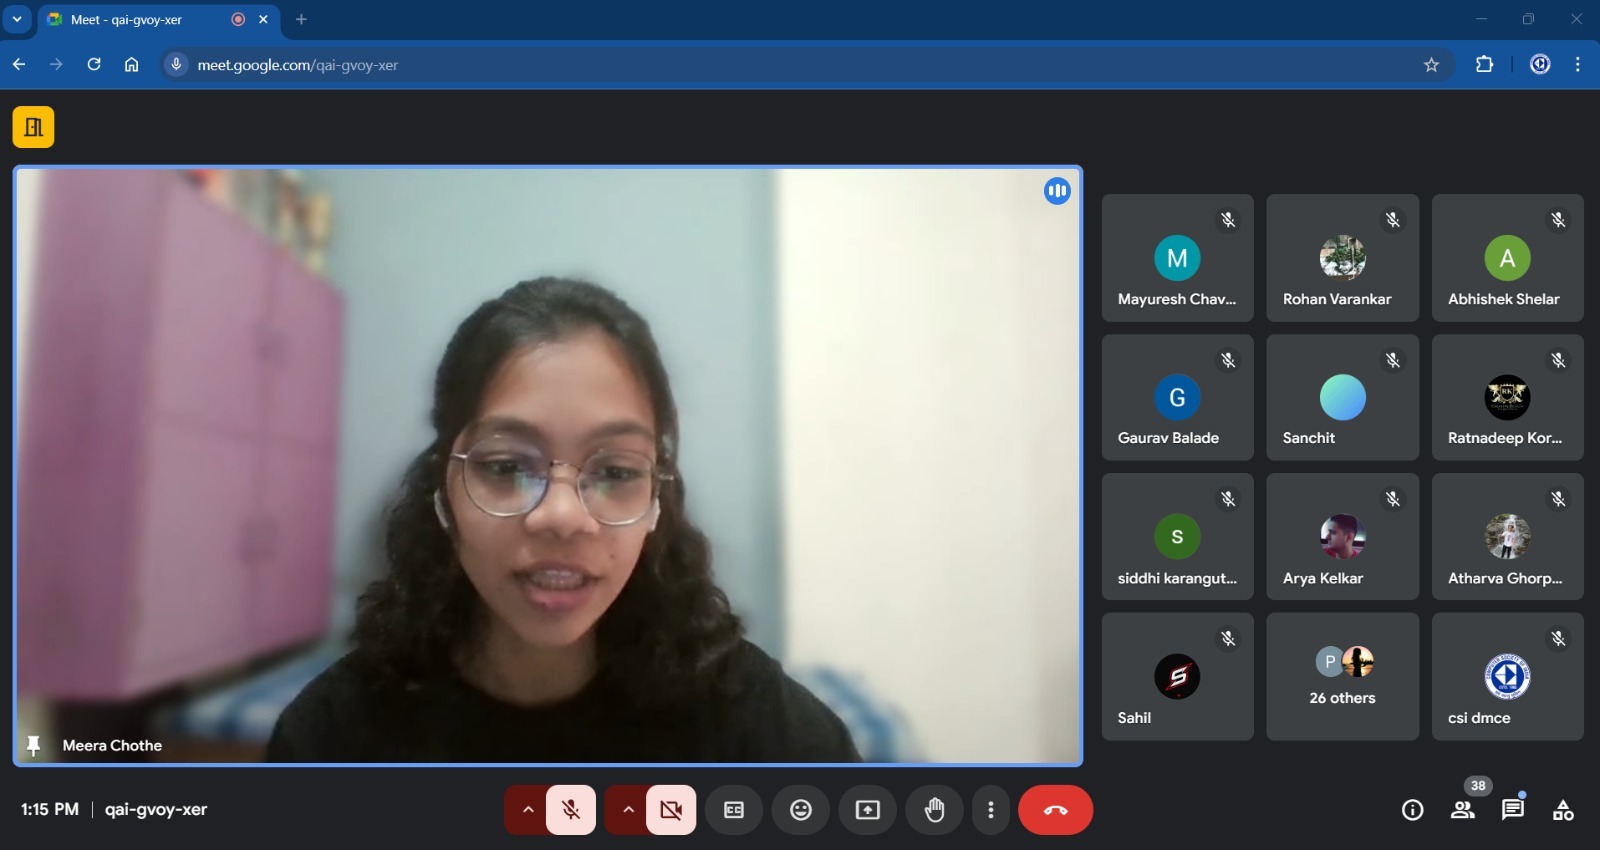 Meet - qai-gvoy-xer
meet.google.com/qai-gvoy-xer
M
Mayuresh Chav...
Rohan Varankar
A
Abhishek Shelar
G
Gaurav Balade
Sanchit
RK
Ratnadeep Kor...
s
siddhi karangut...
Arya Kelkar
Atharva Ghorp...
S
Sahil
P
26 others
csi dmce
Meera Chothe
1:15 PM | qai-gvoy-xer
CC
38